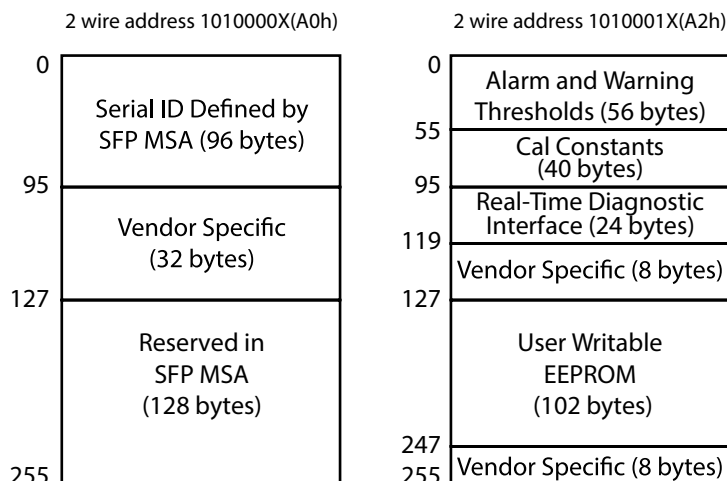 2 wire address 1010000X(A0h)
0
Serial ID Defined by
SFP MSA (96 bytes)
95
Vendor Specific
(32 bytes)
127
Reserved in
SFP MSA
(128 bytes)
255
2 wire address 1010001X(A2h)
0
Alarm and Warning
Thresholds (56 bytes)
55
Cal Constants
(40 bytes)
95
Real-Time Diagnostic
Interface (24 bytes)
119
Vendor Specific (8 bytes)
127
User Writable
EEPROM
(102 bytes)
247
Vendor Specific (8 bytes)
255